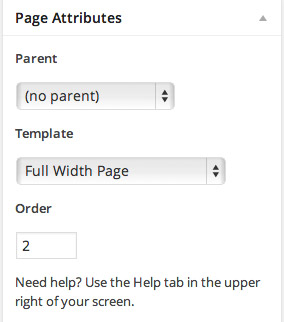 Page Attributes
Parent
(no parent)
Template
Full Width Page
Order
2
Need help? Use the Help tab in the upper
right of your screen.